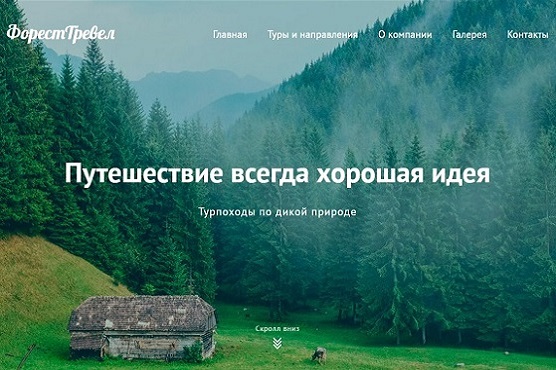 ФорестТревел
Главная Туры и направления О компании Галерея Контакты
Путешествие всегда хорошая идея
Турпоходы по дикой природе
Скролл вниз